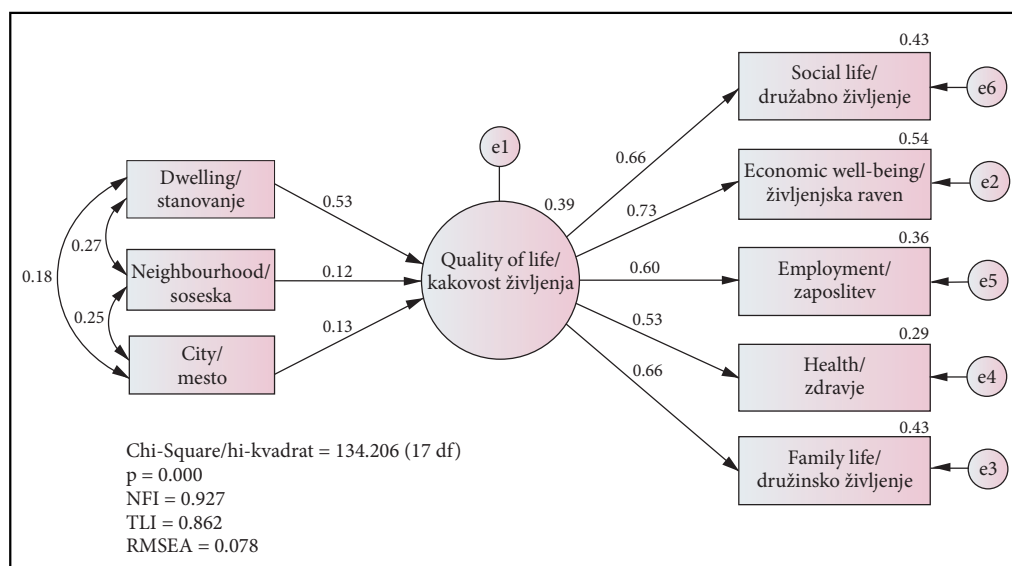 0.43
Social life/
družabno življenje
e6
0.66
e1
0.54
Economic well-being/
življenjska raven
e2
0.73
Dwelling/
stanovanje
0.53
0.39
Quality of life/
kakovost življenja
0.27
0.18
Neighbourhood/
soseska
0.12
0.36
Employment/
zaposlitev
e5
0.60
0.25
City/
mesto
0.13
0.29
Health/
zdravje
e4
0.53
0.66
0.43
Family life/
družinsko življenje
e3
Chi-Square/hi-kvadrat = 134.206 (17 df)
p = 0.000
NFI = 0.927
TLI = 0.862
RMSEA = 0.078